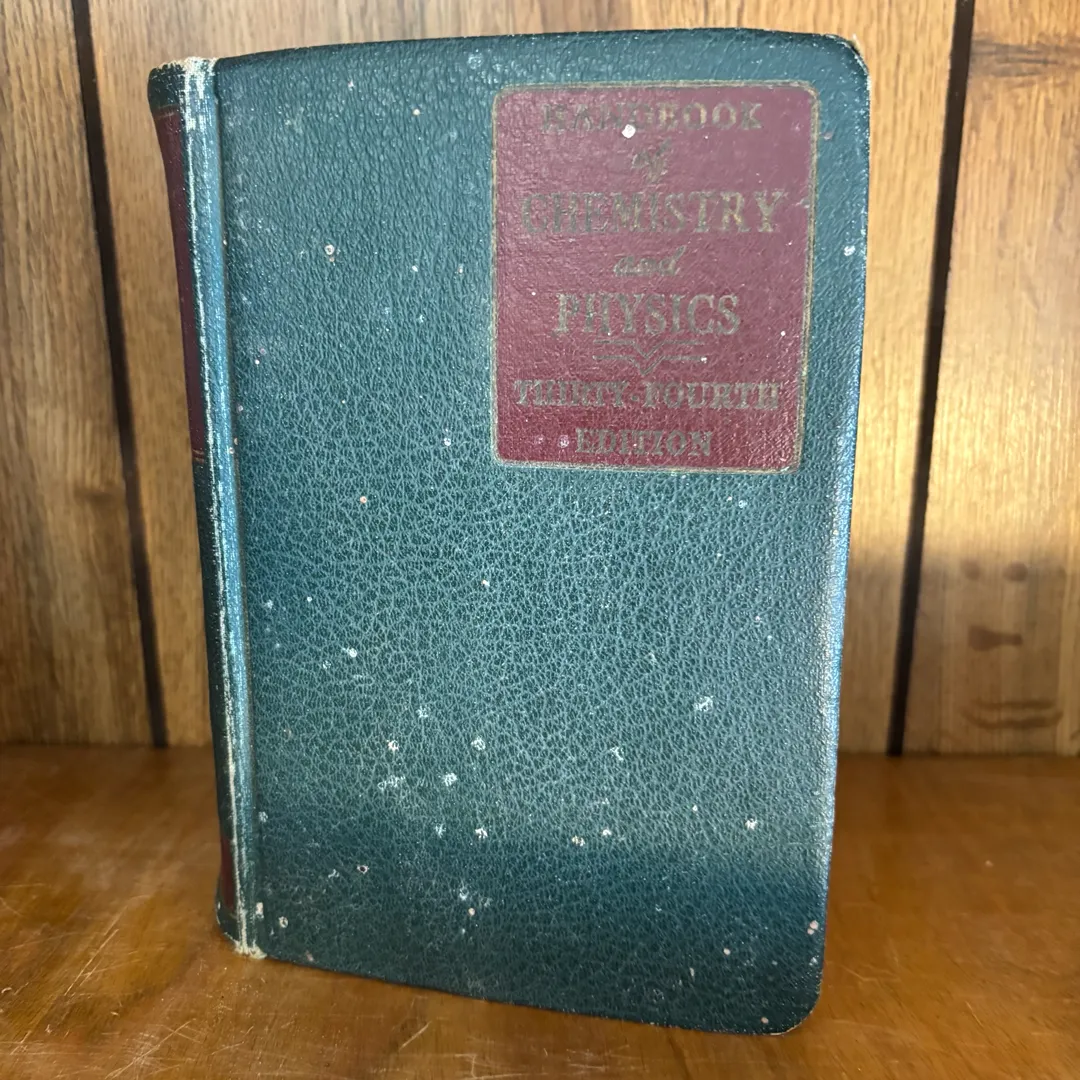 HANDBOOK
of
CHEMISTRY
and
PHYSICS
THIRTY-FOURTH
EDITION